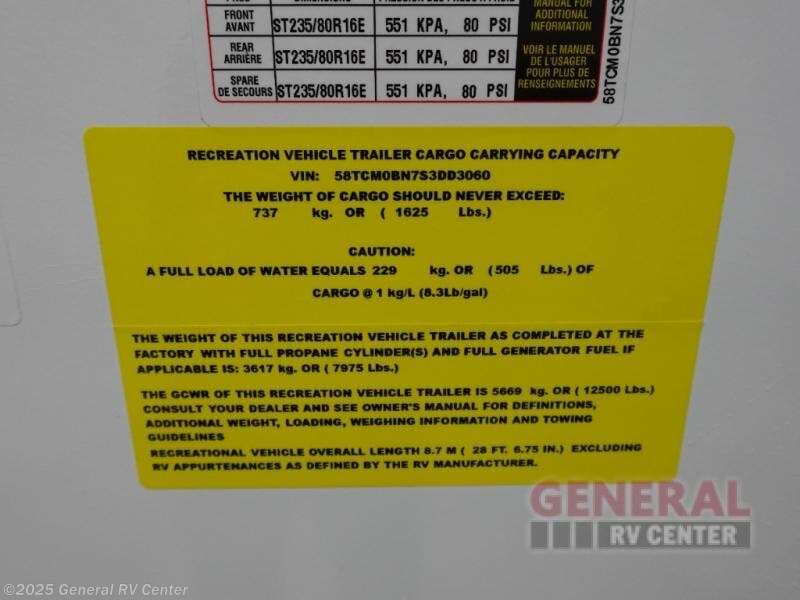 MANUAL FOR
ADDITIONAL
INFORMATION
FRONT
AVANT
ST235/80R16E
551 KPA, 80 PSI
REAR
ARRIÈRE
ST235/80R16E
551 KPA, 80 PSI
SPARE
DE SECOURS
ST235/80R16E
551 KPA, 80 PSI
VOIR LE MANUEL
DE L'USAGER
POUR PLUS DE
RENSEIGNEMENTS
58TCM0BN7S3
RECREATION VEHICLE TRAILER CARGO CARRYING CAPACITY
VIN: 58TCM0BN7S3DD3060
THE WEIGHT OF CARGO SHOULD NEVER EXCEED:
737 kg. OR ( 1625 Lbs.)
CAUTION:
A FULL LOAD OF WATER EQUALS 229 kg. OR (505 Lbs.) OF
CARGO @ 1 kg/L (8.3Lb/gal)
THE WEIGHT OF THIS RECREATION VEHICLE TRAILER AS COMPLETED AT THE
FACTORY WITH FULL PROPANE CYLINDER(S) AND FULL GENERATOR FUEL IF
APPLICABLE IS: 3617 kg. OR ( 7975 Lbs.)
THE GCWR OF THIS RECREATION VEHICLE TRAILER IS 5669 kg. OR ( 12500 Lbs.)
CONSULT YOUR DEALER AND SEE OWNER'S MANUAL FOR DEFINITIONS,
ADDITIONAL WEIGHT, LOADING, WEIGHING INFORMATION AND TOWING
GUIDELINES
RECREATIONAL VEHICLE OVERALL LENGTH 8.7 M ( 28 FT. 6.75 IN.) EXCLUDING
RV APPURTENANCES AS DEFINED BY THE RV MANUFACTURER.
GENERAL
RV CENTER
©2025 General RV Center